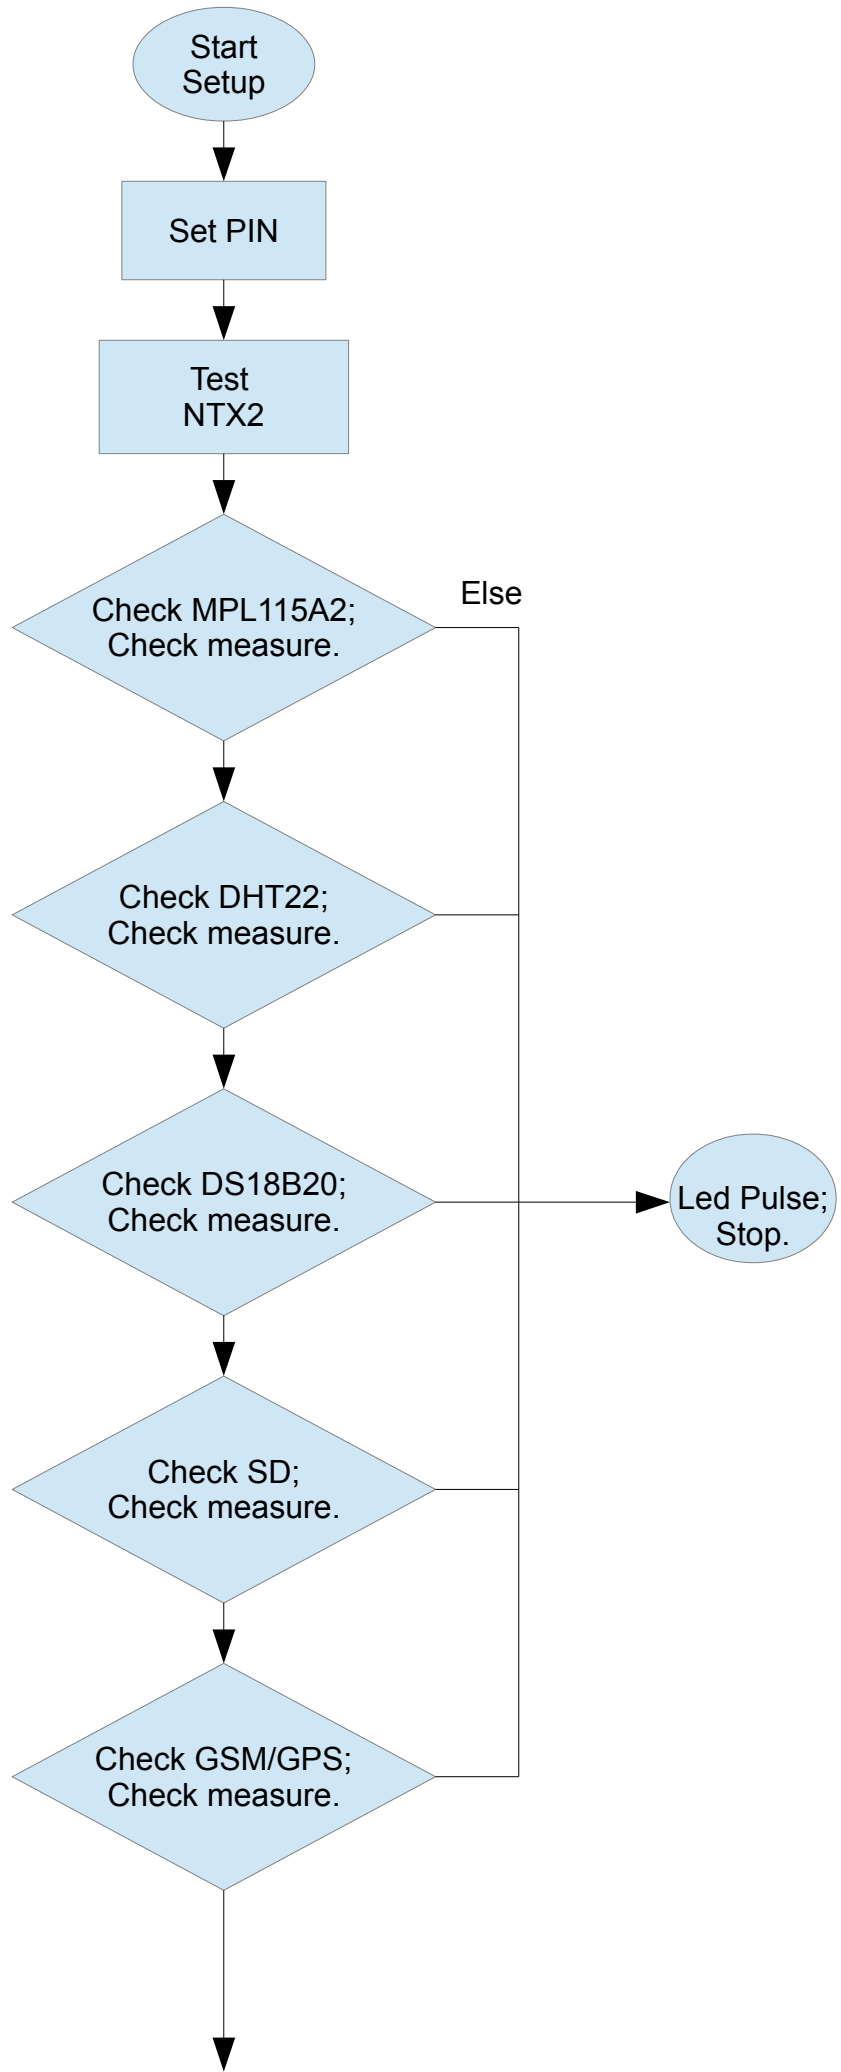 Start
Setup
Set PIN
Test
NTX2
Check MPL115A2;
Check measure.
Else
Check DHT22;
Check measure.
Check DS18B20;
Check measure.
Led Pulse;
Stop.
Check SD;
Check measure.
Check GSM/GPS;
Check measure.